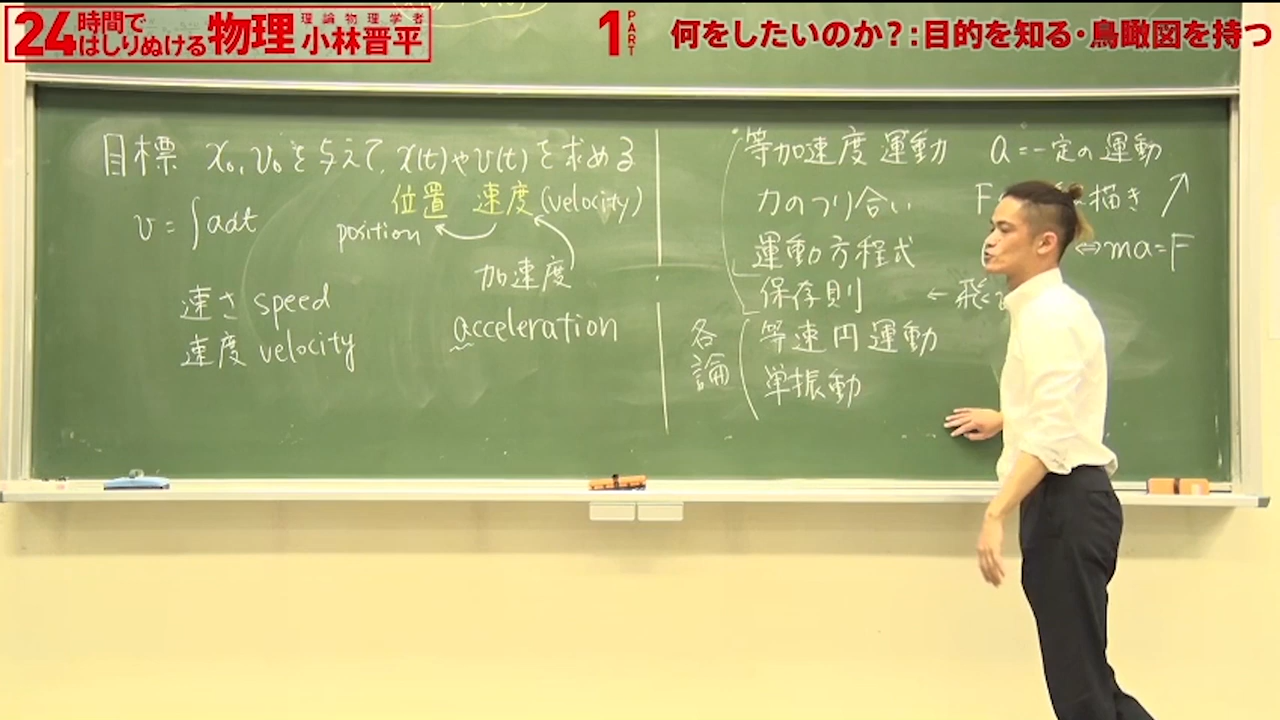 24時間ではしりぬける物理
理論物理学者
小林晋平
1 PART
何をしたいのか?:目的を知る・鳥瞰図を持つ
目標 x₀, v₀を与えて, x(t)やv(t)を求める
位置 速度(velocity)
position
v = ∫adt
加速度
acceleration
速さ speed
速度 velocity
等加速度運動 a=一定の運動
力のつり合い F 描き
運動方程式 ⇔ma=F
保存則 ← 飛
各論
等速円運動
単振動